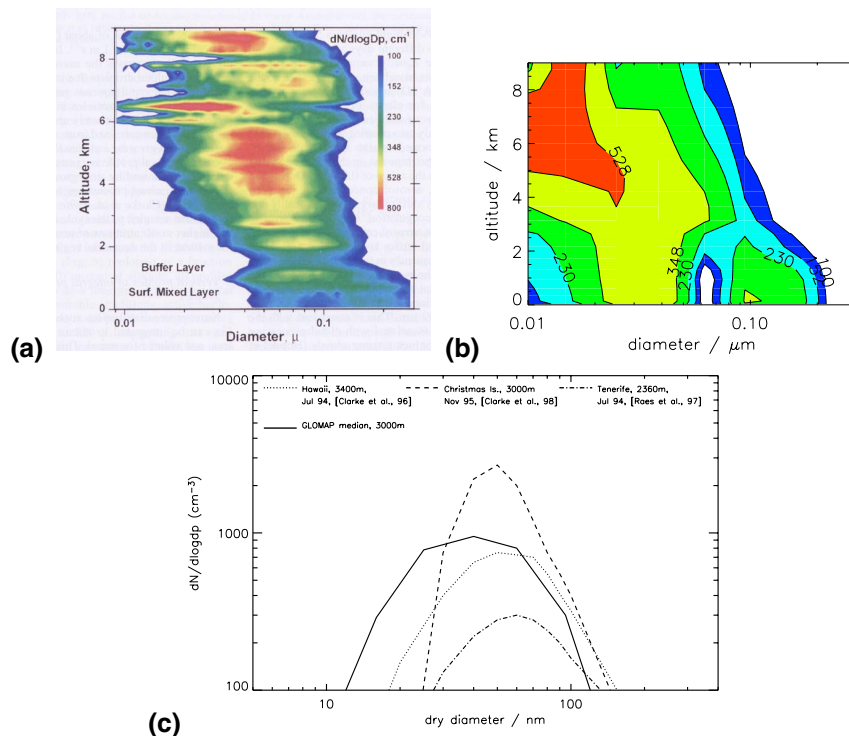 dN/dlogDp, cm³
100
152
230
348
528
800
8
6
4
2
0
Altitude, km
Buffer Layer
Surf. Mixed Layer
0.01
0.1
Diameter, μ
(a)
8
6
4
2
0
altitude / km
528
348
230
230
230
100
0.01
0.10
diameter / μm
(b)
10000
1000
100
dN/dlogdp (cm⁻³)
Hawaii, 3400m,
Jul 94, [Clarke et al., 96]
Christmas Is., 3000m
Nov 95, [Clarke et al., 98]
Tenerife, 2360m,
Jul 94, [Raes et al., 97]
GLOMAP median, 3000m
10
100
dry diameter / nm
(c)